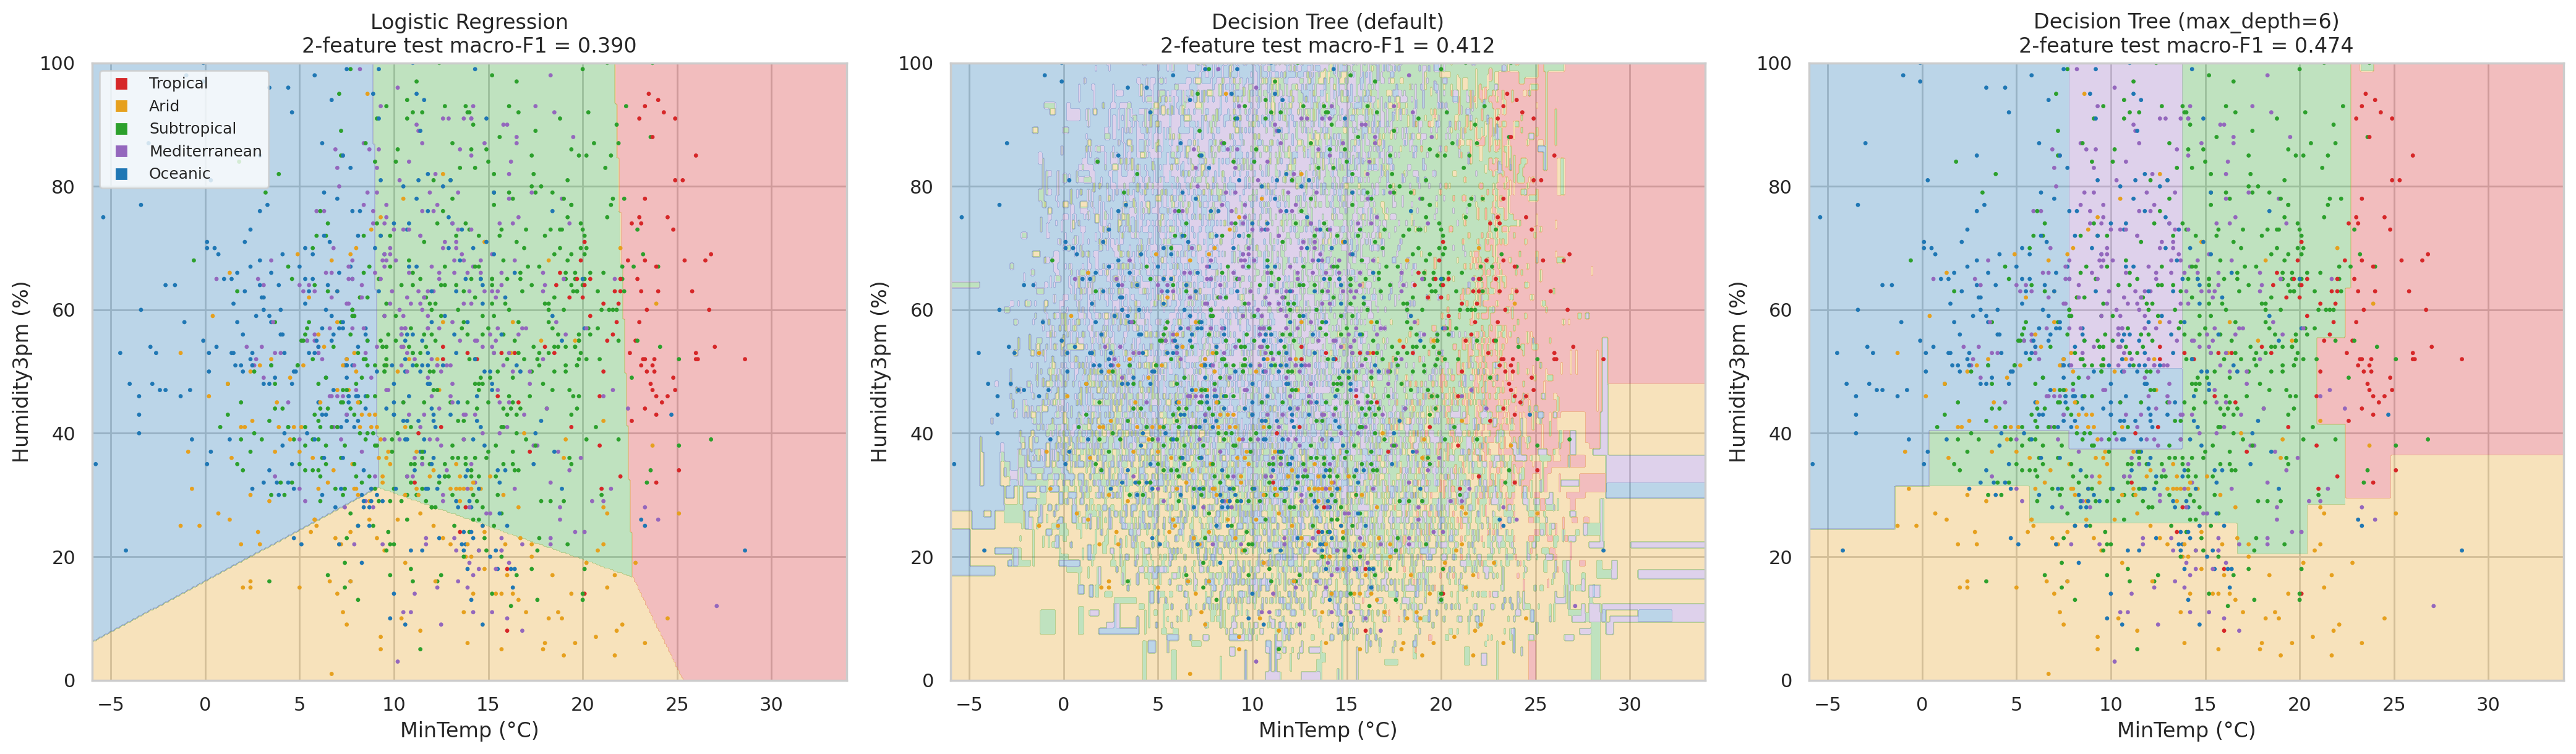 Logistic Regression
2-feature test macro-F1 = 0.390
100
80
60
40
20
0
Humidity3pm (%)
Tropical
Arid
Subtropical
Mediterranean
Oceanic
−5 0 5 10 15 20 25 30
MinTemp (°C)
Decision Tree (default)
2-feature test macro-F1 = 0.412
100
80
60
40
20
0
Humidity3pm (%)
−5 0 5 10 15 20 25 30
MinTemp (°C)
Decision Tree (max_depth=6)
2-feature test macro-F1 = 0.474
100
80
60
40
20
0
Humidity3pm (%)
−5 0 5 10 15 20 25 30
MinTemp (°C)